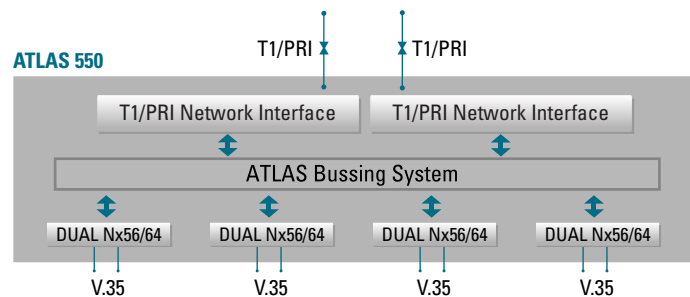 T1/PRI T1/PRI
ATLAS 550
T1/PRI Network Interface T1/PRI Network Interface
ATLAS Bussing System
DUAL Nx56/64 DUAL Nx56/64 DUAL Nx56/64 DUAL Nx56/64
V.35 V.35 V.35 V.35